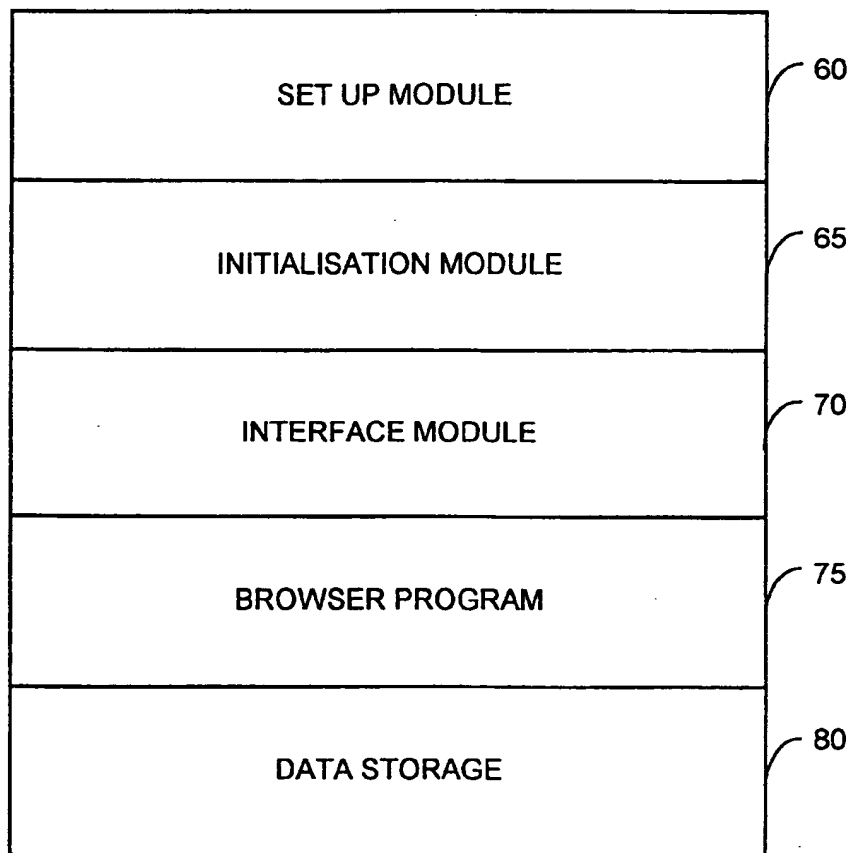 SET UP MODULE
60
INITIALISATION MODULE
65
INTERFACE MODULE
70
BROWSER PROGRAM
75
DATA STORAGE
80